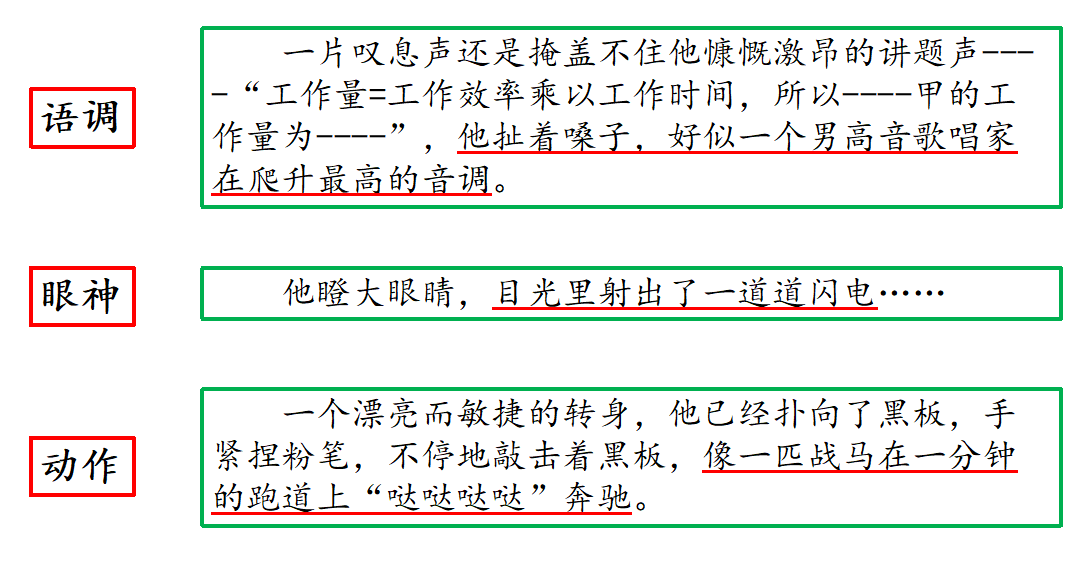 一片叹息声还是掩盖不住他慷慨激昂的讲题声---
-“工作量=工作效率乘以工作时间，所以----甲的工
语调
作量为----”，他扯着嗓子，好似一个男高音歌唱家
在爬升最高的音调。
眼神
他瞪大眼睛，目光里射出了一道道闪电……
一个漂亮而敏捷的转身，他已经扑向了黑板，手
动作
紧捏粉笔，不停地敲击着黑板，像一匹战马在一分钟
的跑道上“哒哒哒哒”奔驰。